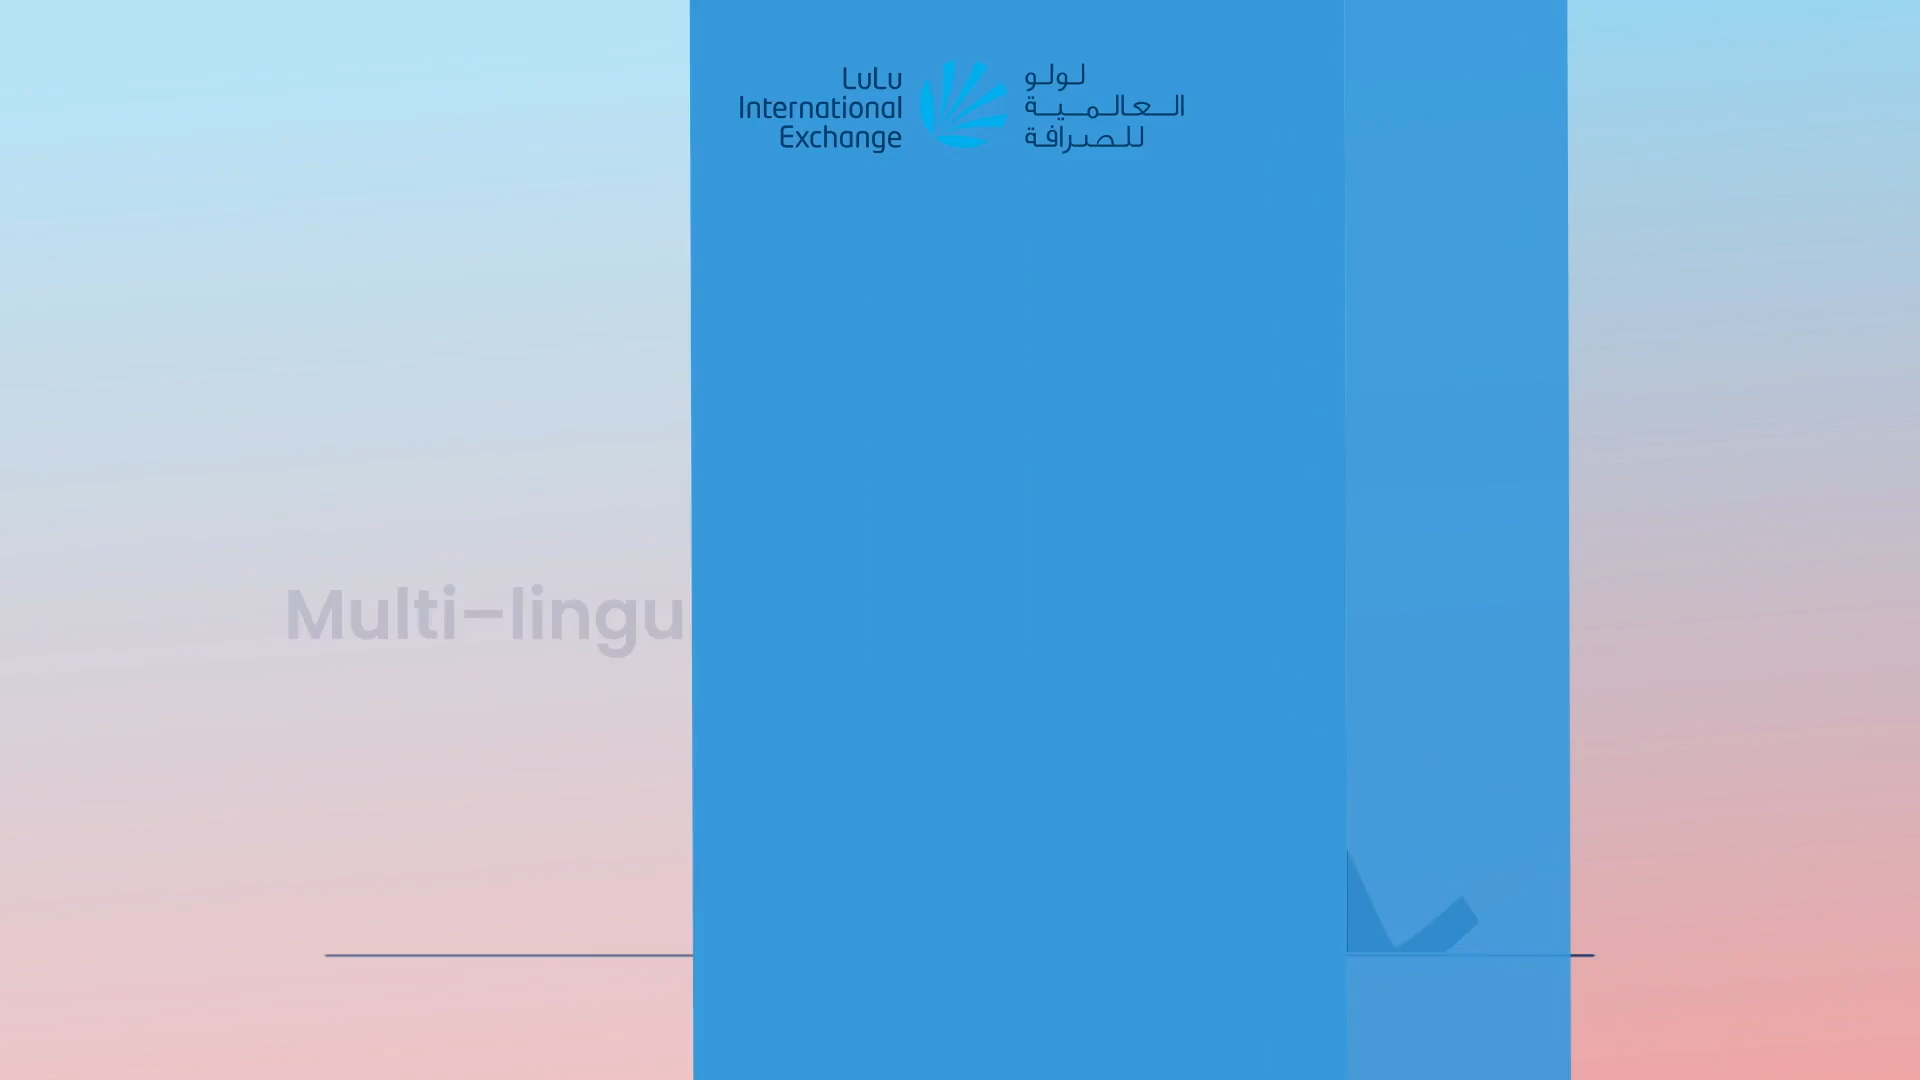 LuLu
International
Exchange
لولو
العالمية
للصرافة
Multi-lingu